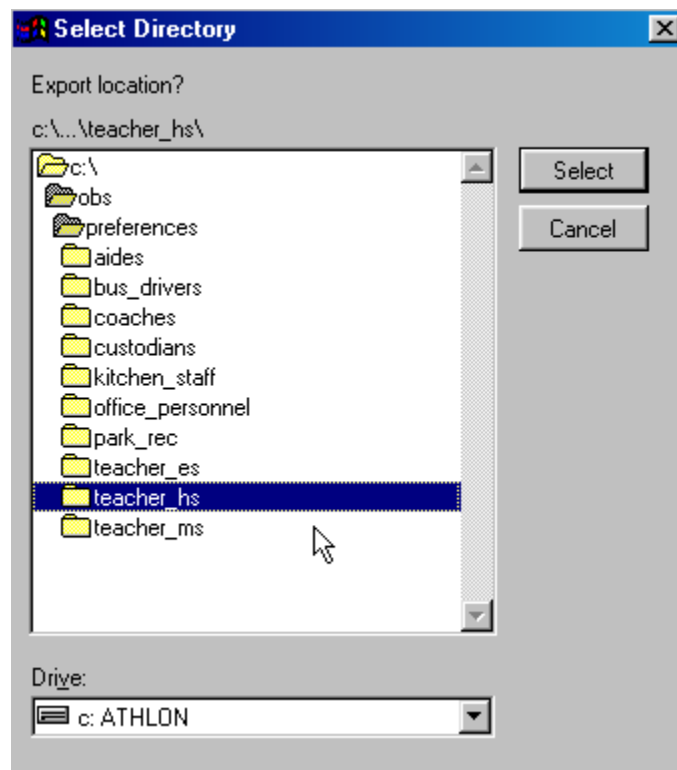 Select Directory
Export location?
c:\...\teacher_hs\
c:\
obs
preferences
aides
bus_drivers
coaches
custodians
kitchen_staff
office_personnel
park_rec
teacher_es
teacher_hs
teacher_ms
Select
Cancel
Drive:
c: ATHLON